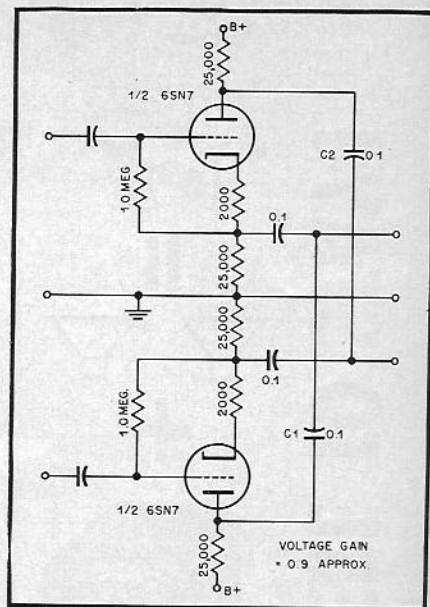 B+
25,000
1/2 6SN7
C2
0.1
1.0 MEG.
2000
0.1
25,000
25,000
0.1
2000
1.0 MEG.
C1
0.1
1/2 6SN7
25,000
B+
VOLTAGE GAIN
= 0.9 APPROX.